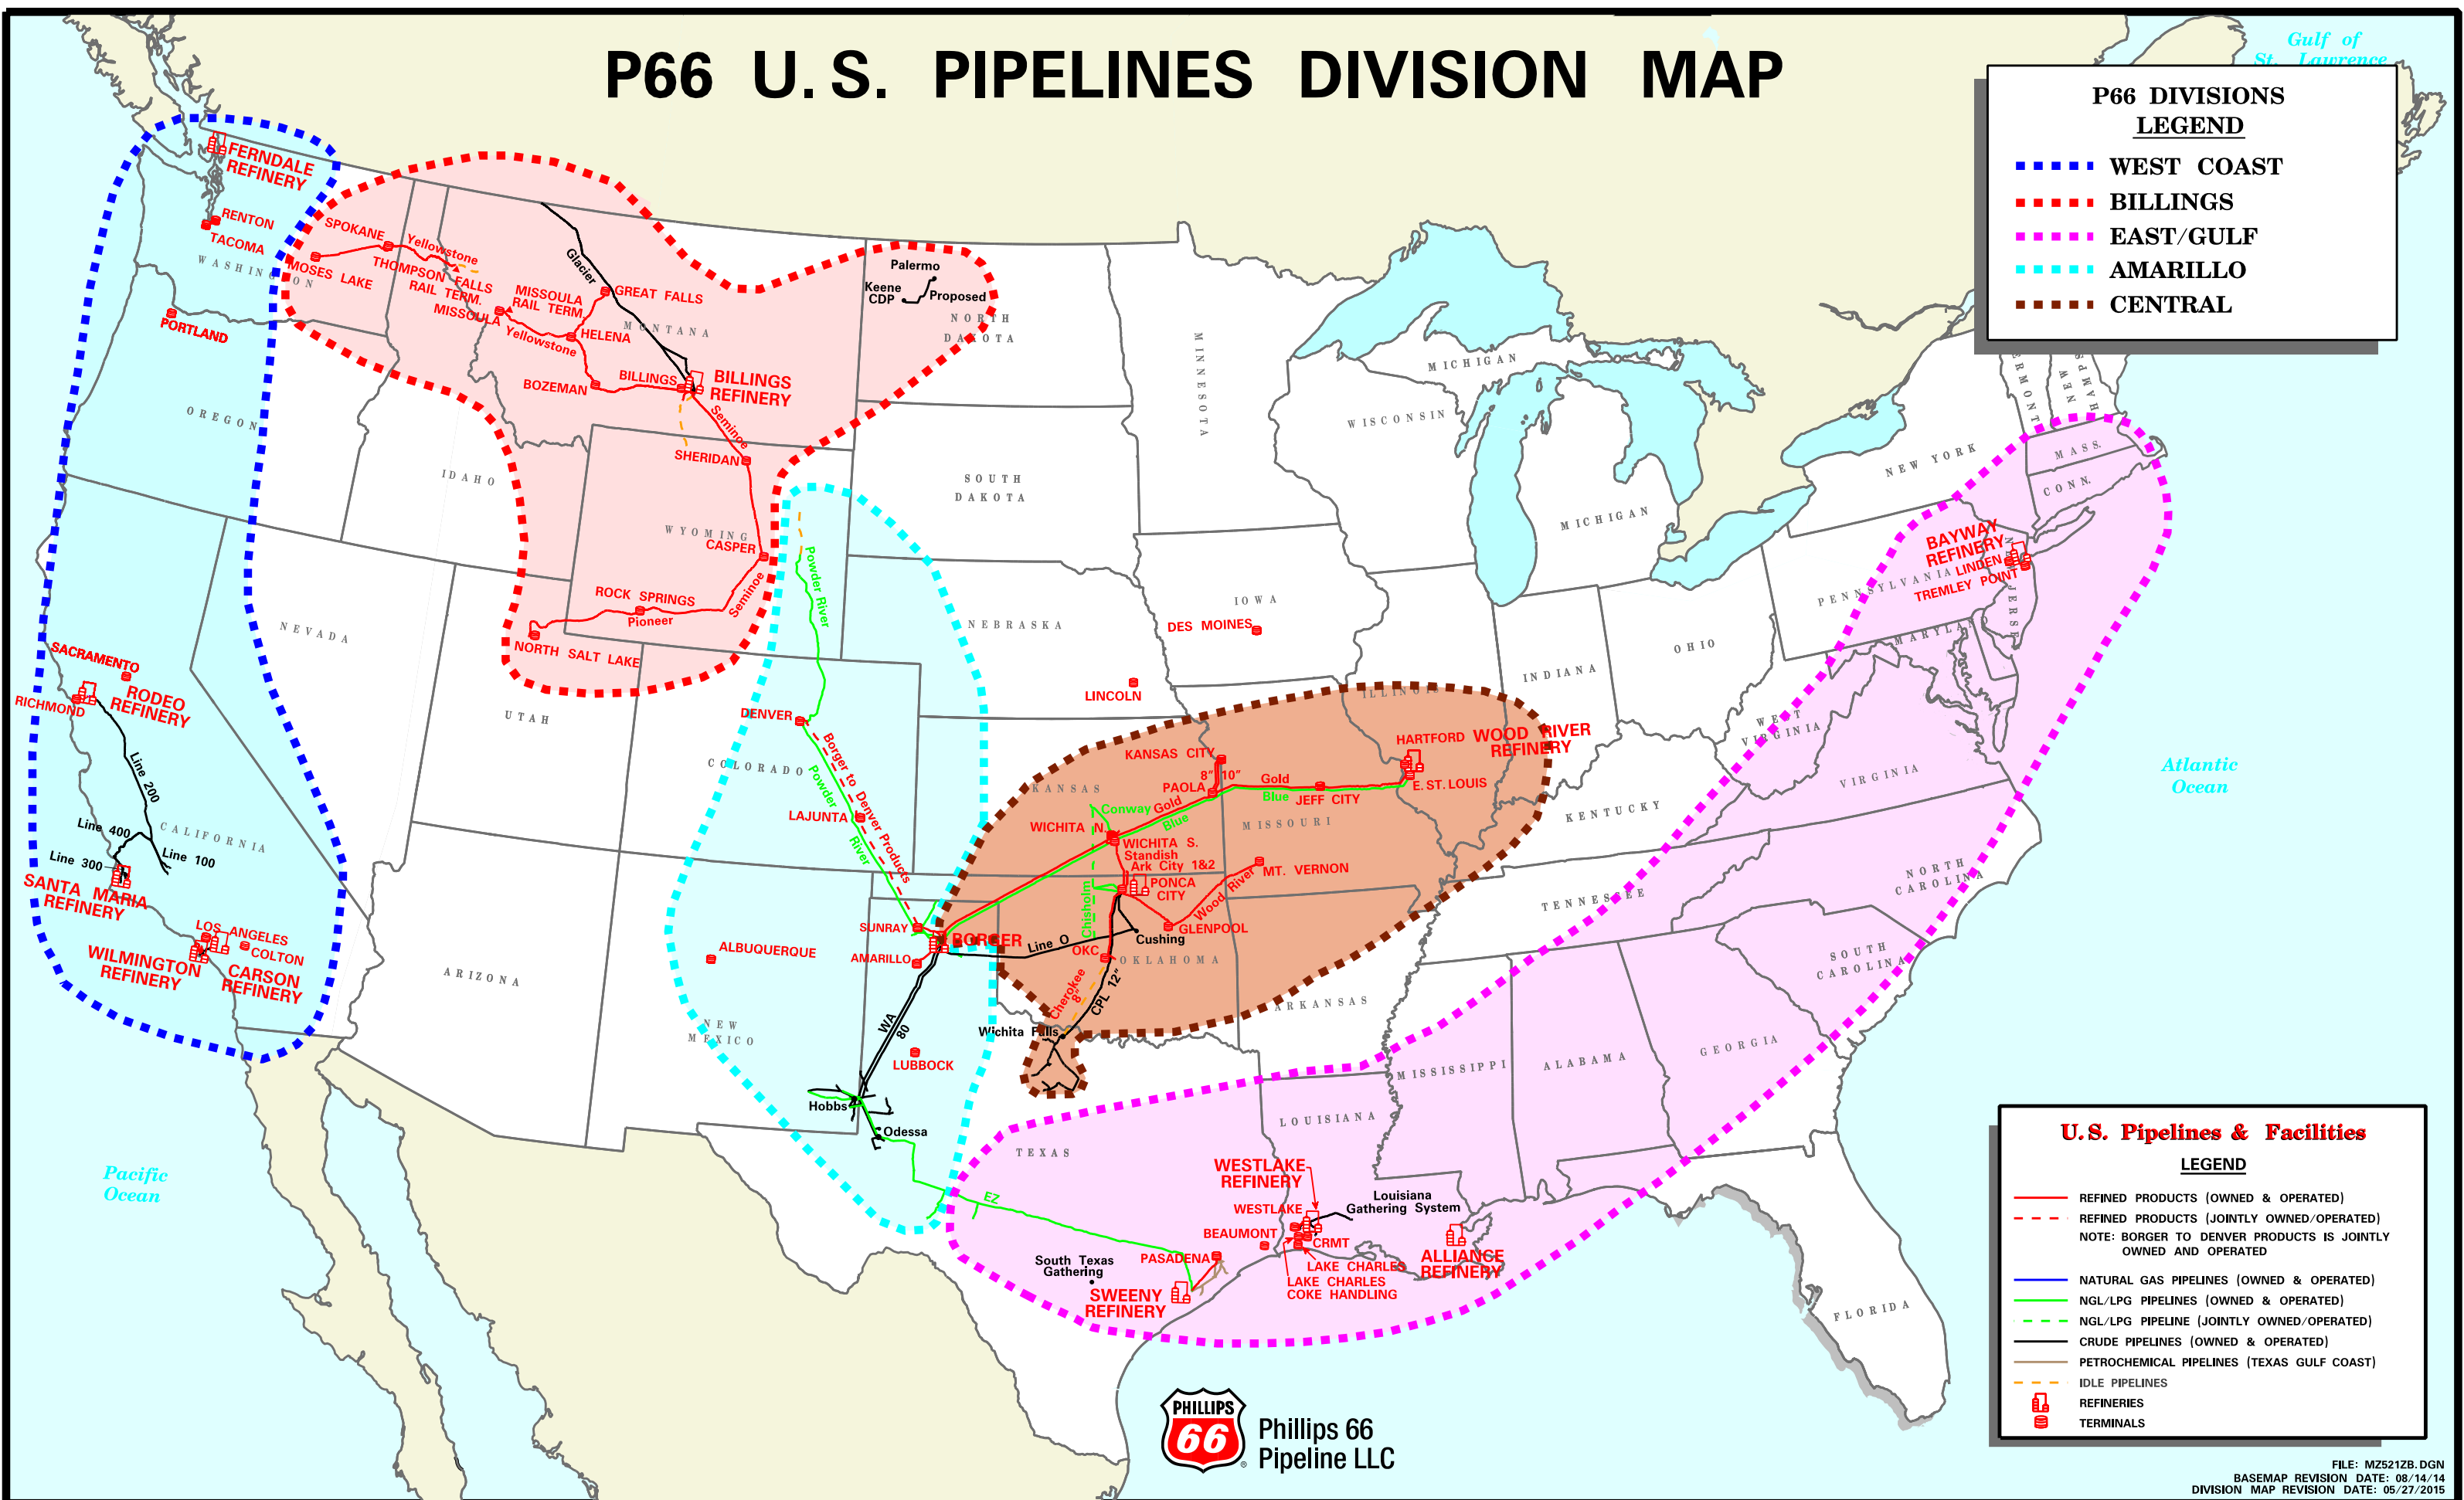 P66 U.S. PIPELINES DIVISION MAP
Gulf of
St. Lawrence
P66 DIVISIONS
LEGEND
WEST COAST
BILLINGS
EAST/GULF
AMARILLO
CENTRAL
FERNDALE
REFINERY
RENTON
TACOMA
WASHINGTON
SPOKANE
Yellowstone
MOSES LAKE
THOMPSON FALLS
RAIL TERM.
MISSOULA
RAIL TERM.
MISSOULA
Yellowstone
Glacier
GREAT FALLS
MONTANA
HELENA
BOZEMAN
BILLINGS
BILLINGS
REFINERY
Seminoe
SHERIDAN
Palermo
Keene
CDP
Proposed
NORTH
DAKOTA
PORTLAND
OREGON
IDAHO
WYOMING
CASPER
Seminoe
ROCK SPRINGS
Pioneer
NORTH SALT LAKE
SOUTH
DAKOTA
MINNESOTA
WISCONSIN
MICHIGAN
MICHIGAN
NEW YORK
VERMONT
NEW
HAMPS
MASS.
CONN.
BAYWAY
REFINERY
LINDEN
TREMLEY POINT
NEW JERSEY
PENNSYLVANIA
MARYLAND
OHIO
INDIANA
ILLINOIS
IOWA
DES MOINES
NEBRASKA
LINCOLN
Powder River
NEVADA
UTAH
SACRAMENTO
RODEO
REFINERY
RICHMOND
Line 200
Line 400
Line 300
Line 100
CALIFORNIA
SANTA MARIA
REFINERY
LOS ANGELES
COLTON
WILMINGTON
REFINERY
CARSON
REFINERY
DENVER
COLORADO
Borger to Denver Products
Powder
River
LAJUNTA
KANSAS
KANSAS CITY
8" 10"
PAOLA
Gold
Blue
JEFF CITY
HARTFORD
WOOD RIVER
REFINERY
E. ST. LOUIS
Conway
Gold
Blue
MISSOURI
WICHITA N.
WICHITA S.
Standish
Ark City 1&2
PONCA
CITY
MT. VERNON
Wood River
GLENPOOL
Chisholm
Cushing
Line O
OKC
OKLAHOMA
Cherokee
8"
CPL 12"
Wichita Falls
SUNRAY
BORGER
AMARILLO
ALBUQUERQUE
ARIZONA
NEW
MEXICO
WA
80
LUBBOCK
Hobbs
Odessa
EZ
TEXAS
ARKANSAS
LOUISIANA
MISSISSIPPI
ALABAMA
GEORGIA
TENNESSEE
KENTUCKY
WEST
VIRGINIA
VIRGINIA
NORTH
CAROLINA
SOUTH
CAROLINA
FLORIDA
Atlantic
Ocean
Pacific
Ocean
WESTLAKE
REFINERY
WESTLAKE
Louisiana
Gathering System
BEAUMONT
CRMT
LAKE CHARLES
LAKE CHARLES
COKE HANDLING
ALLIANCE
REFINERY
PASADENA
South Texas
Gathering
SWEENY
REFINERY
PHILLIPS
66
®
Phillips 66
Pipeline LLC
U.S. Pipelines & Facilities
LEGEND
REFINED PRODUCTS (OWNED & OPERATED)
REFINED PRODUCTS (JOINTLY OWNED/OPERATED)
NOTE: BORGER TO DENVER PRODUCTS IS JOINTLY
OWNED AND OPERATED
NATURAL GAS PIPELINES (OWNED & OPERATED)
NGL/LPG PIPELINES (OWNED & OPERATED)
NGL/LPG PIPELINE (JOINTLY OWNED/OPERATED)
CRUDE PIPELINES (OWNED & OPERATED)
PETROCHEMICAL PIPELINES (TEXAS GULF COAST)
IDLE PIPELINES
REFINERIES
TERMINALS
FILE: MZ521ZB.DGN
BASEMAP REVISION DATE: 08/14/14
DIVISION MAP REVISION DATE: 05/27/2015